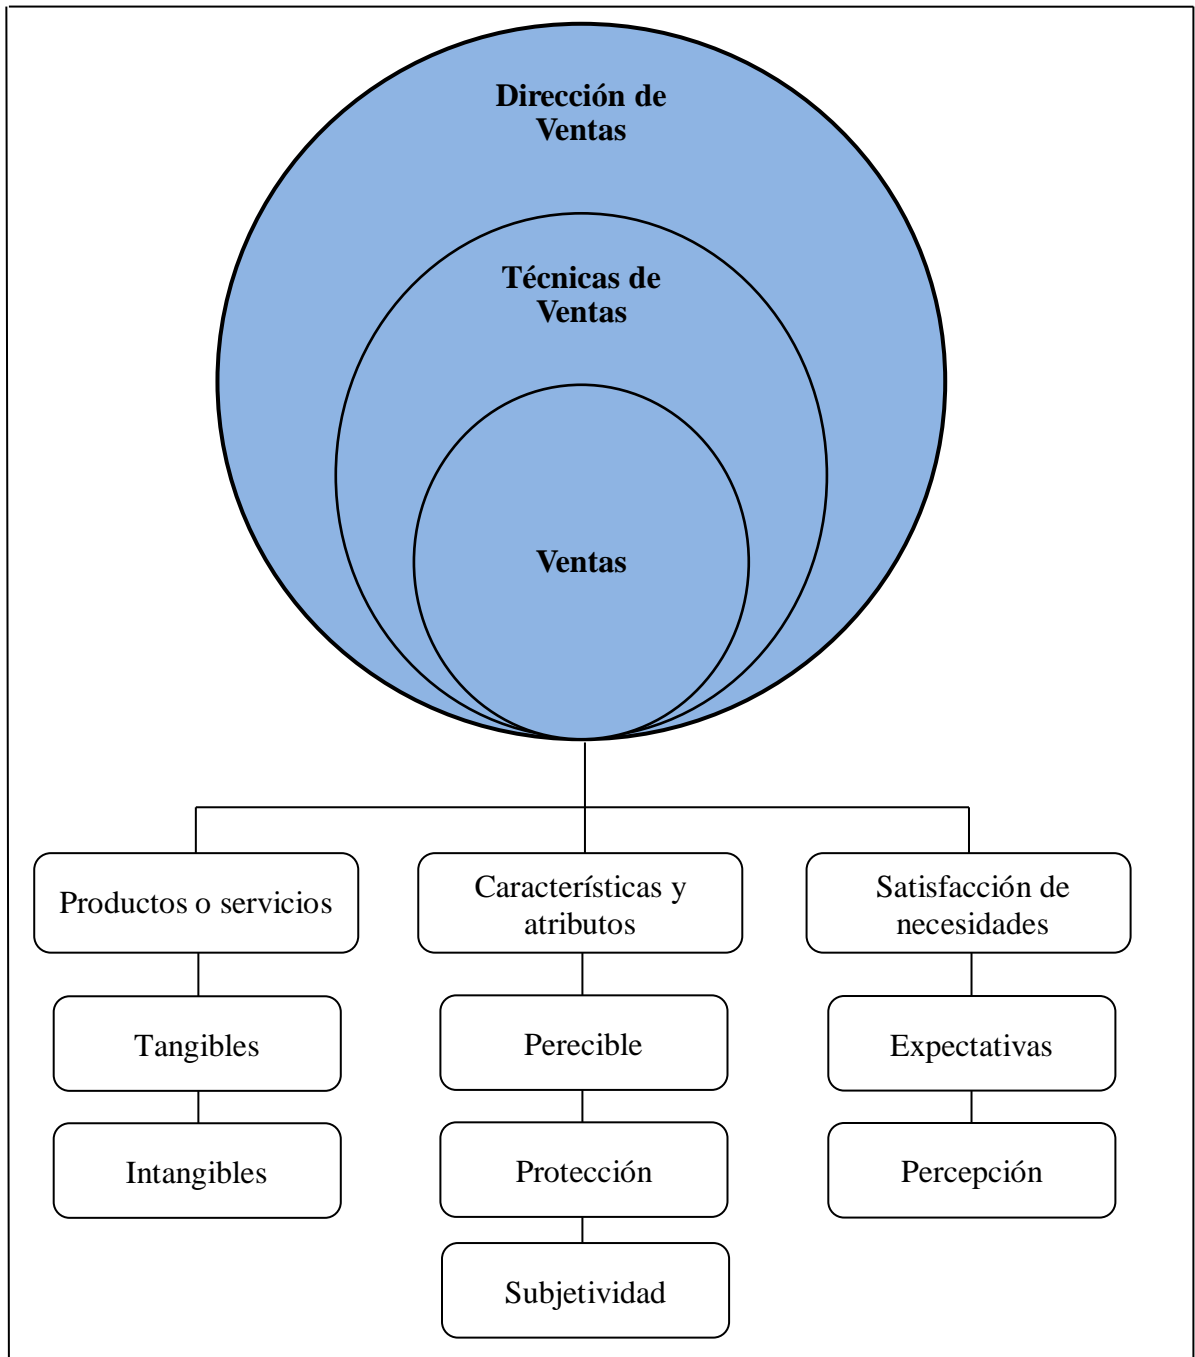 Dirección de
Ventas
Técnicas de
Ventas
Ventas
Productos o servicios
Características y
atributos
Satisfacción de
necesidades
Tangibles
Perecible
Expectativas
Intangibles
Protección
Percepción
Subjetividad